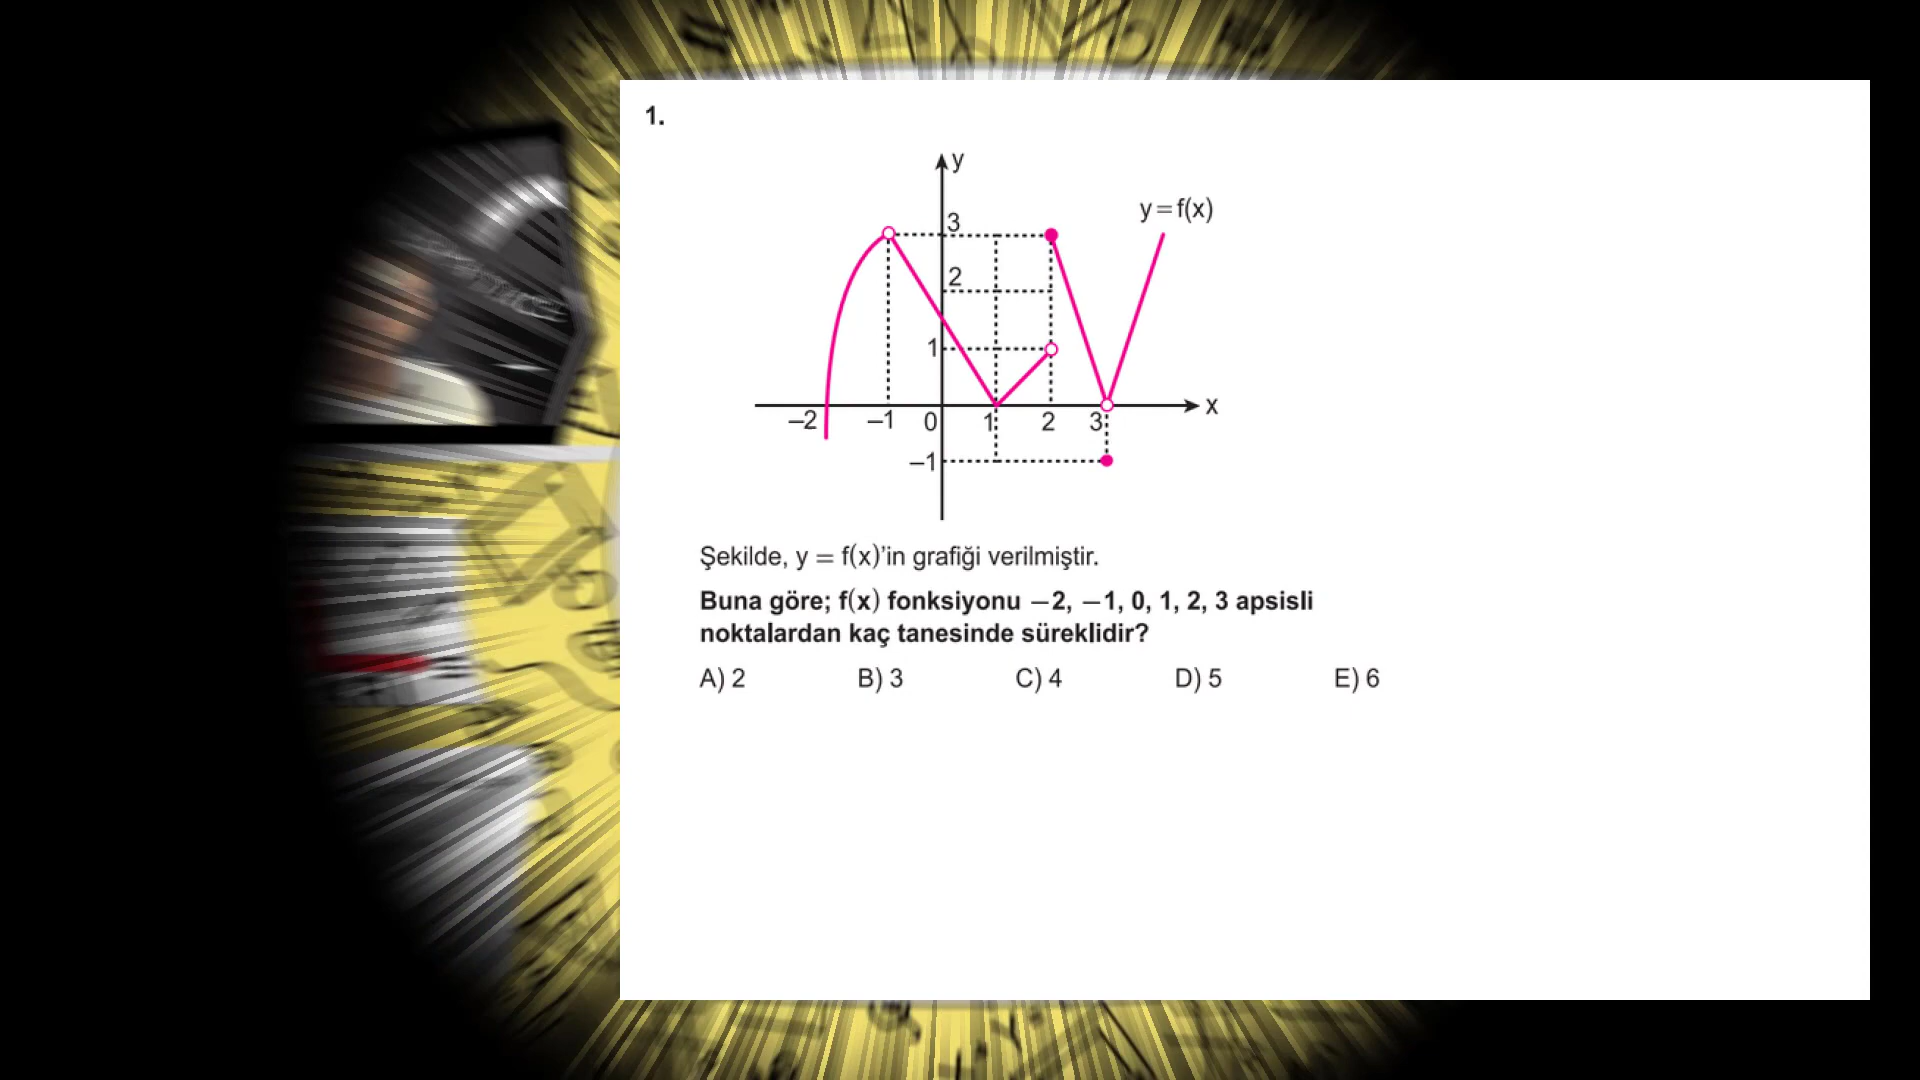 1.
y
y=f(x)
3
2
1
–2
–1
0
1
2
3
x
–1
Şekilde, y = f(x)'in grafiği verilmiştir.
Buna göre; f(x) fonksiyonu –2, –1, 0, 1, 2, 3 apsisli
noktalardan kaç tanesinde süreklidir?
A) 2 B) 3 C) 4 D) 5 E) 6